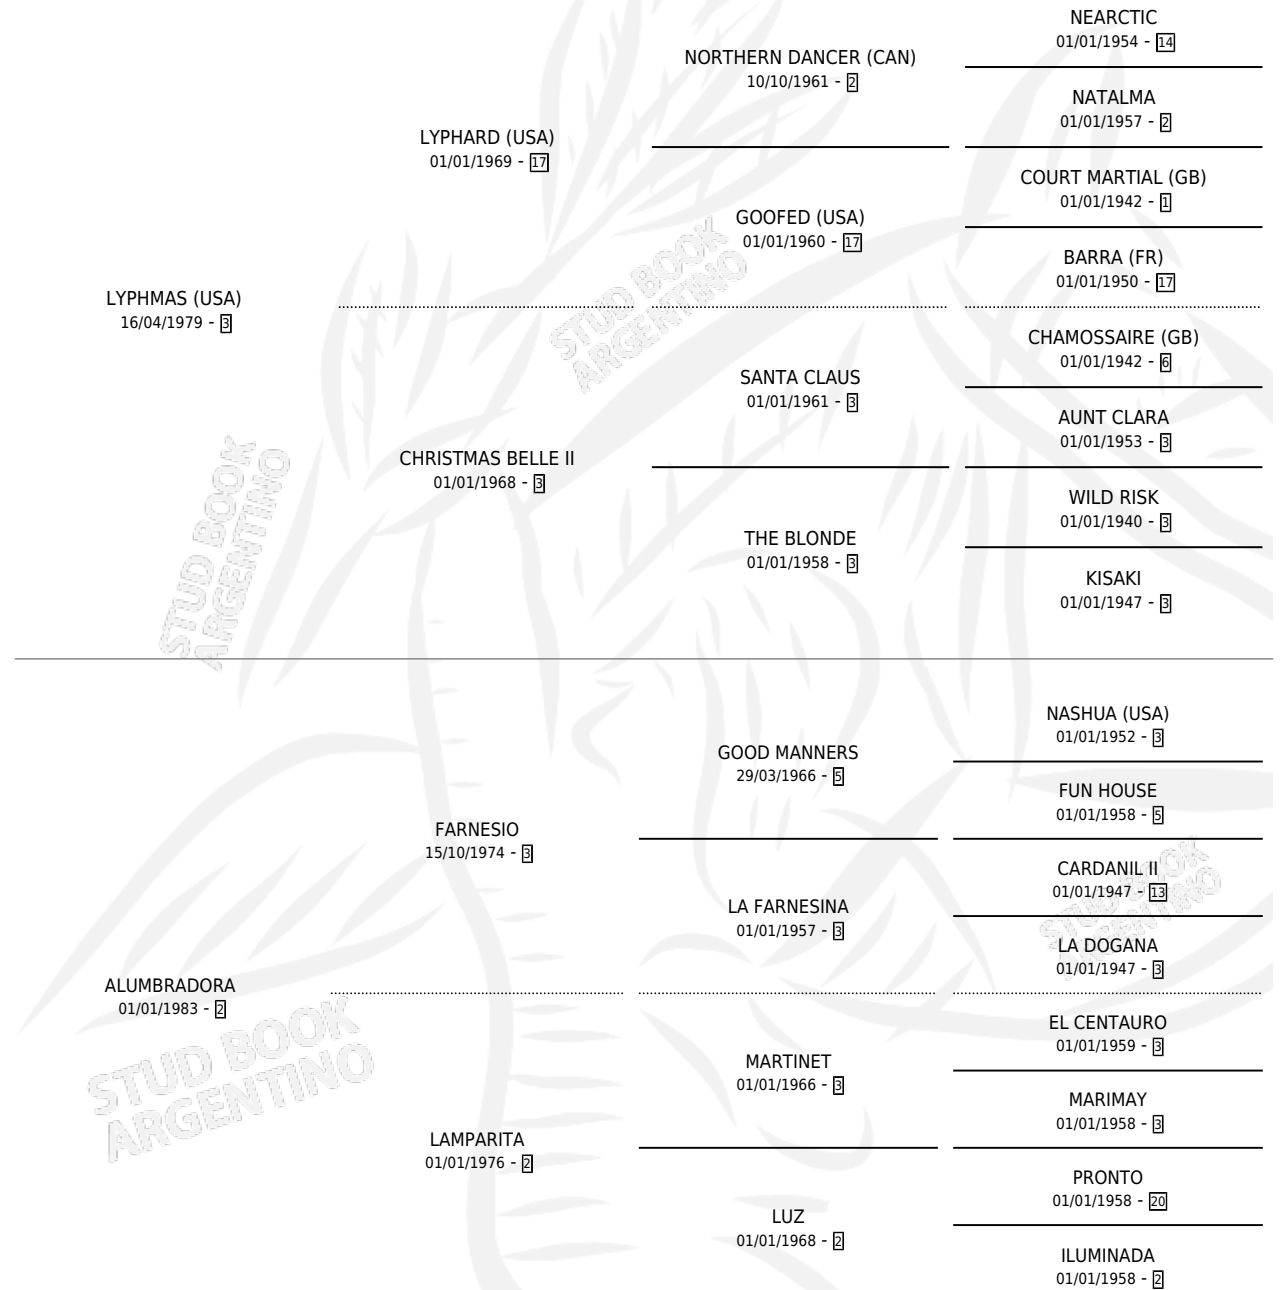 NEARCTIC
01/01/1954 - 14
NORTHERN DANCER (CAN)
10/10/1961 - 2
NATALMA
01/01/1957 - 2
LYPHARD (USA)
01/01/1969 - 17
COURT MARTIAL (GB)
01/01/1942 - 1
GOOFED (USA)
01/01/1960 - 17
BARRA (FR)
01/01/1950 - 17
LYPHMAS (USA)
16/04/1979 - 3
STUD BOOK
ARGENTINO
CHAMOSSAIRE (GB)
01/01/1942 - 6
SANTA CLAUS
01/01/1961 - 3
AUNT CLARA
01/01/1953 - 3
CHRISTMAS BELLE II
01/01/1968 - 3
WILD RISK
01/01/1940 - 3
THE BLONDE
01/01/1958 - 3
KISAKI
01/01/1947 - 3
STUD BOOK
ARGENTINO
NASHUA (USA)
01/01/1952 - 3
GOOD MANNERS
29/03/1966 - 5
FUN HOUSE
01/01/1958 - 5
FARNESIO
15/10/1974 - 3
CARDANIL II
01/01/1947 - 13
LA FARNESINA
01/01/1957 - 3
LA DOGANA
01/01/1947 - 3
STUD BOOK
ARGENTINO
ALUMBRADORA
01/01/1983 - 2
EL CENTAURO
01/01/1959 - 3
MARTINET
01/01/1966 - 3
MARIMAY
01/01/1958 - 3
STUD BOOK
ARGENTINO
LAMPARITA
01/01/1976 - 2
PRONTO
01/01/1958 - 20
LUZ
01/01/1968 - 2
ILUMINADA
01/01/1958 - 2